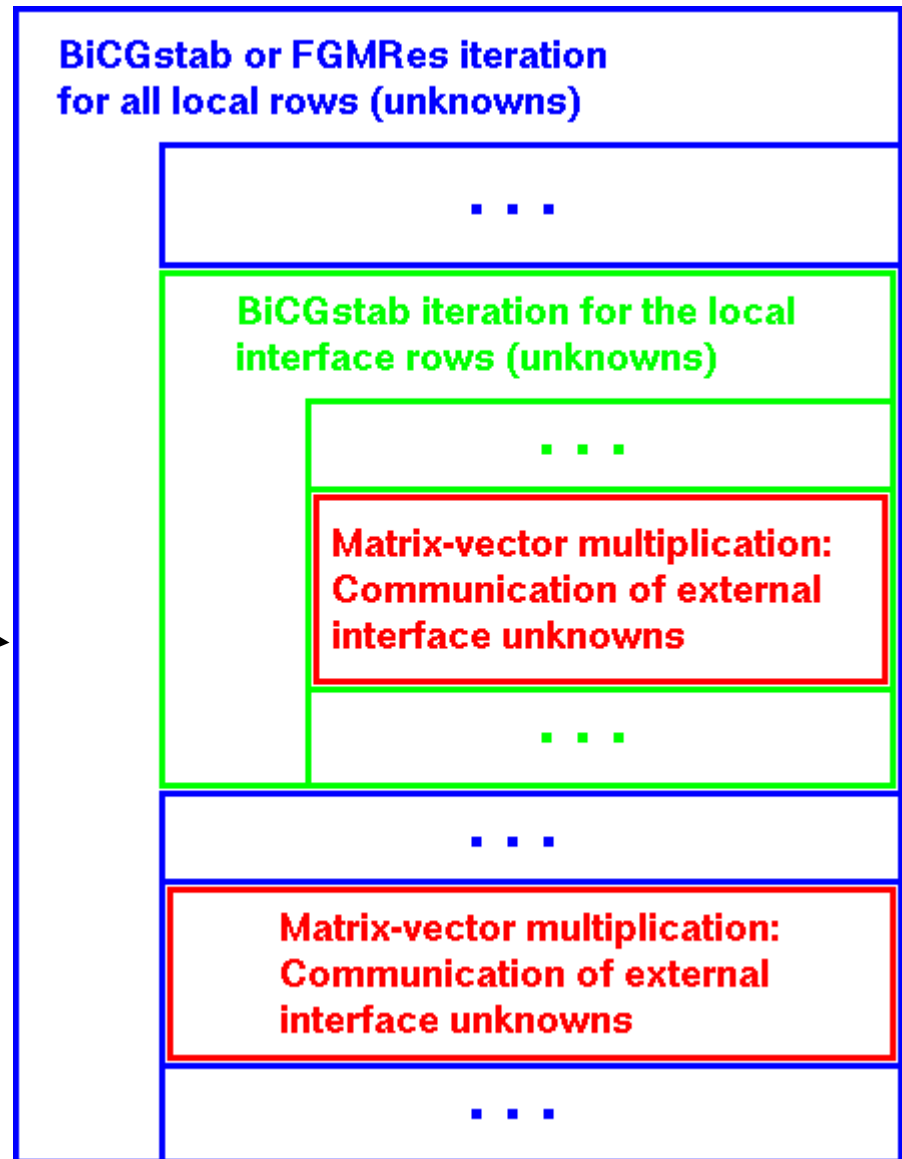 BiCGstab or FGMRes iteration
for all local rows (unknowns)
. . .
BiCGstab iteration for the local
interface rows (unknowns)
. . .
Matrix-vector multiplication:
Communication of external
interface unknowns
. . .
. . .
Matrix-vector multiplication:
Communication of external
interface unknowns
. . .